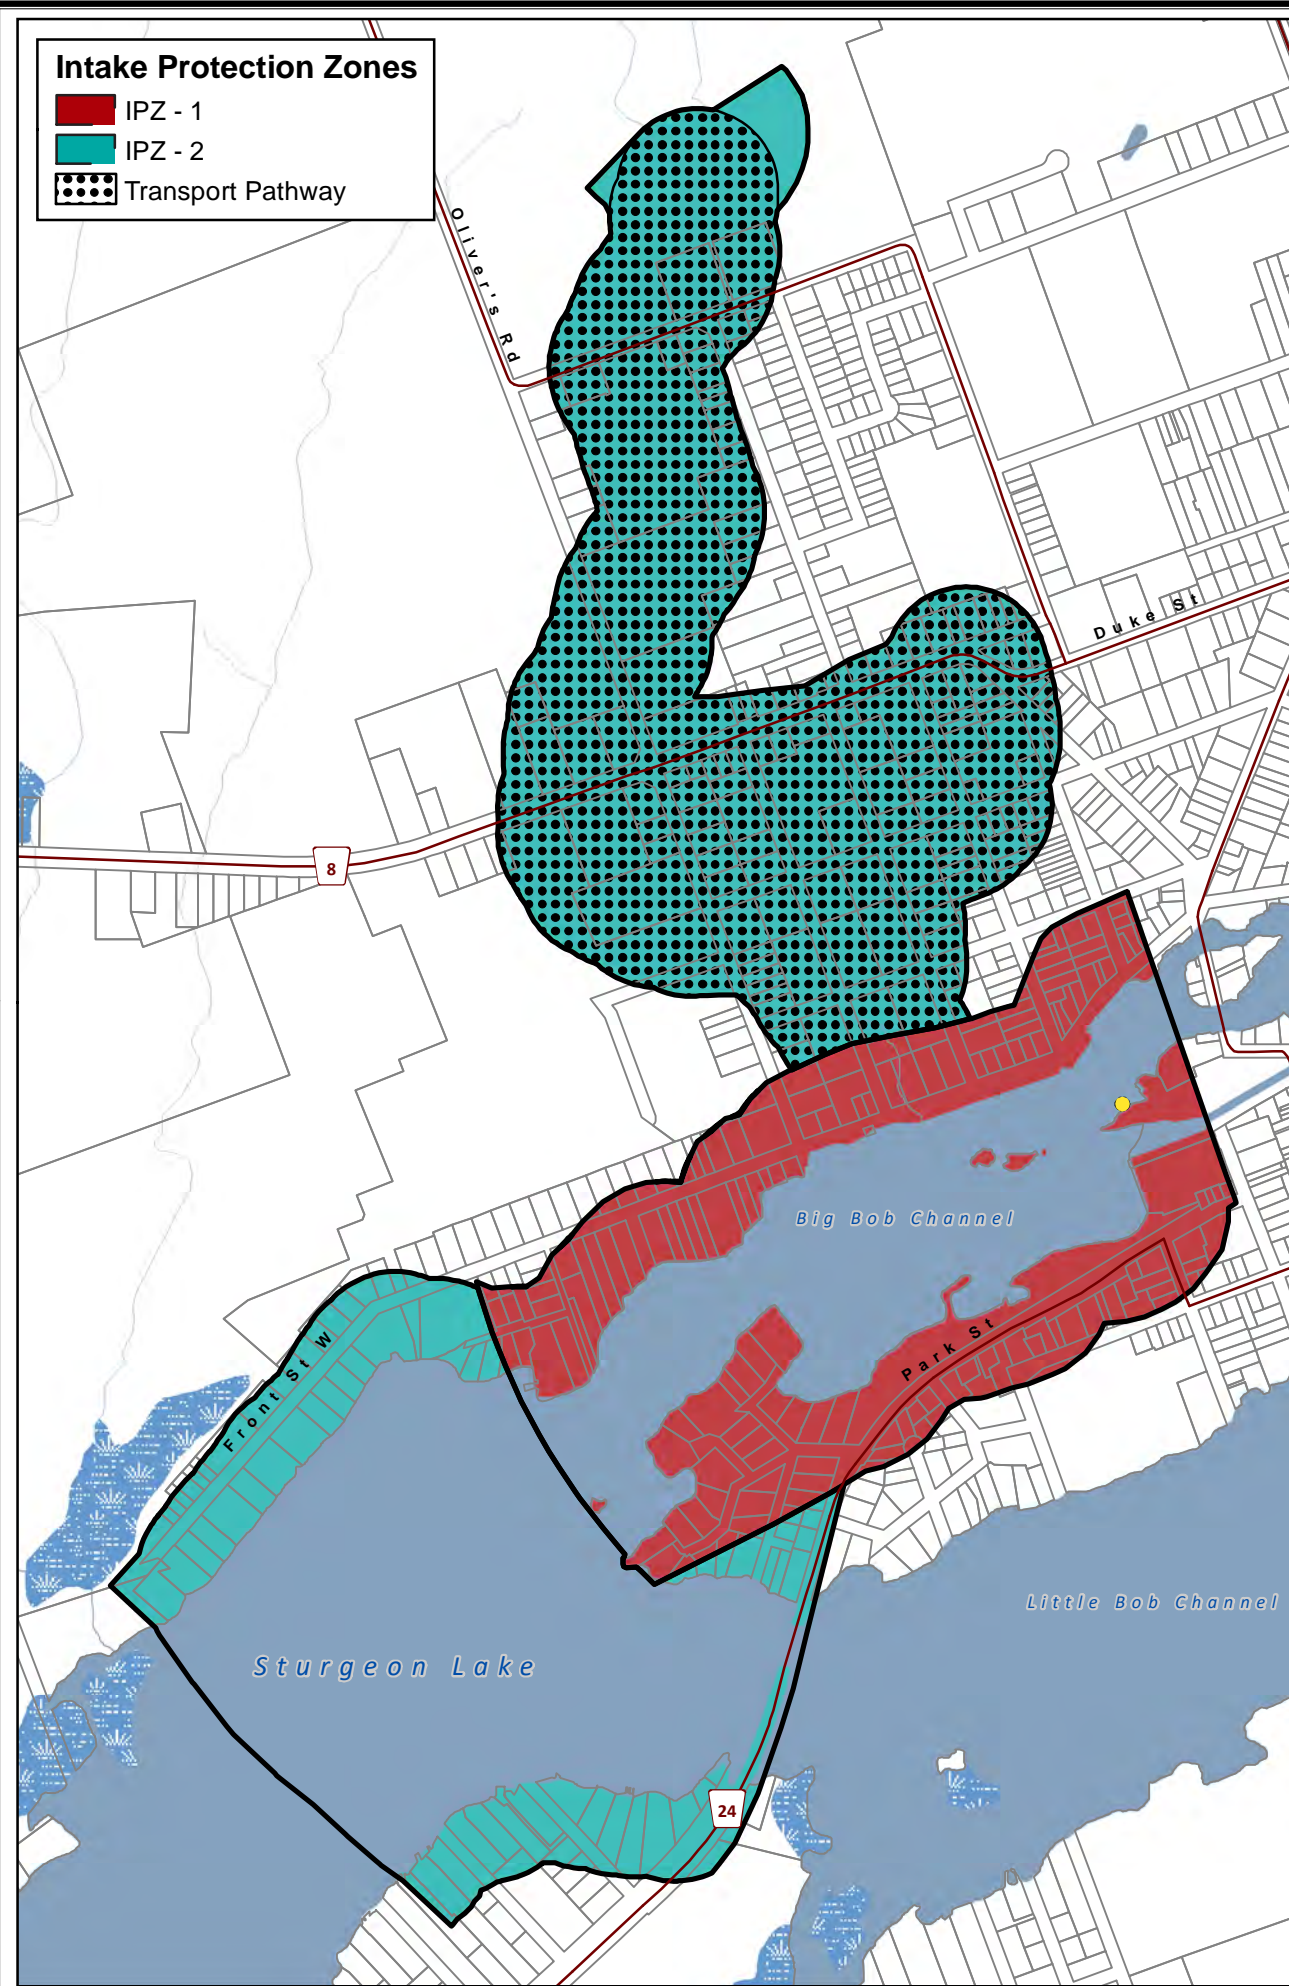 Intake Protection Zones
IPZ - 1
IPZ - 2
Transport Pathway
Oliver's Rd
Duke St
8
Big Bob Channel
Park St
Front St W
Little Bob Channel
Sturgeon Lake
24